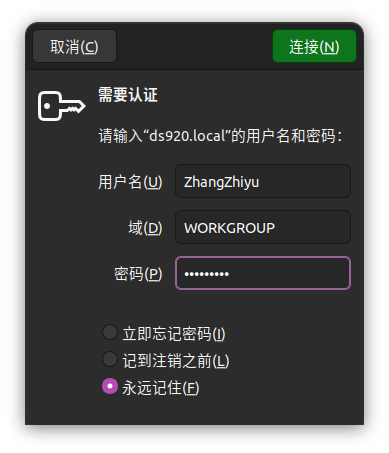 取消(C)
连接(N)
需要认证
请输入“ds920.local”的用户名和密码：
用户名(U) ZhangZhiyu
域(D) WORKGROUP
密码(P) •••••••••
立即忘记密码(I)
记到注销之前(L)
永远记住(F)